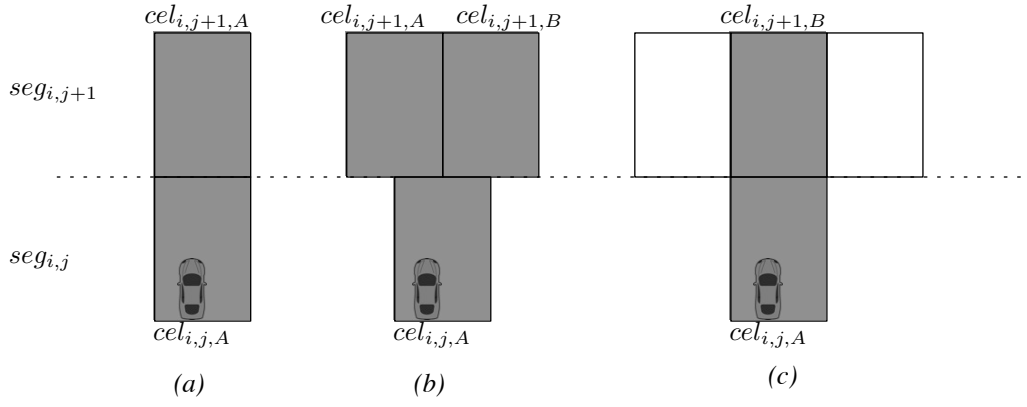 cel_{i,j+1,A} cel_{i,j+1,A} cel_{i,j+1,B} cel_{i,j+1,B}
seg_{i,j+1}
seg_{i,j}
cel_{i,j,A} cel_{i,j,A} cel_{i,j,A}
(a) (b) (c)